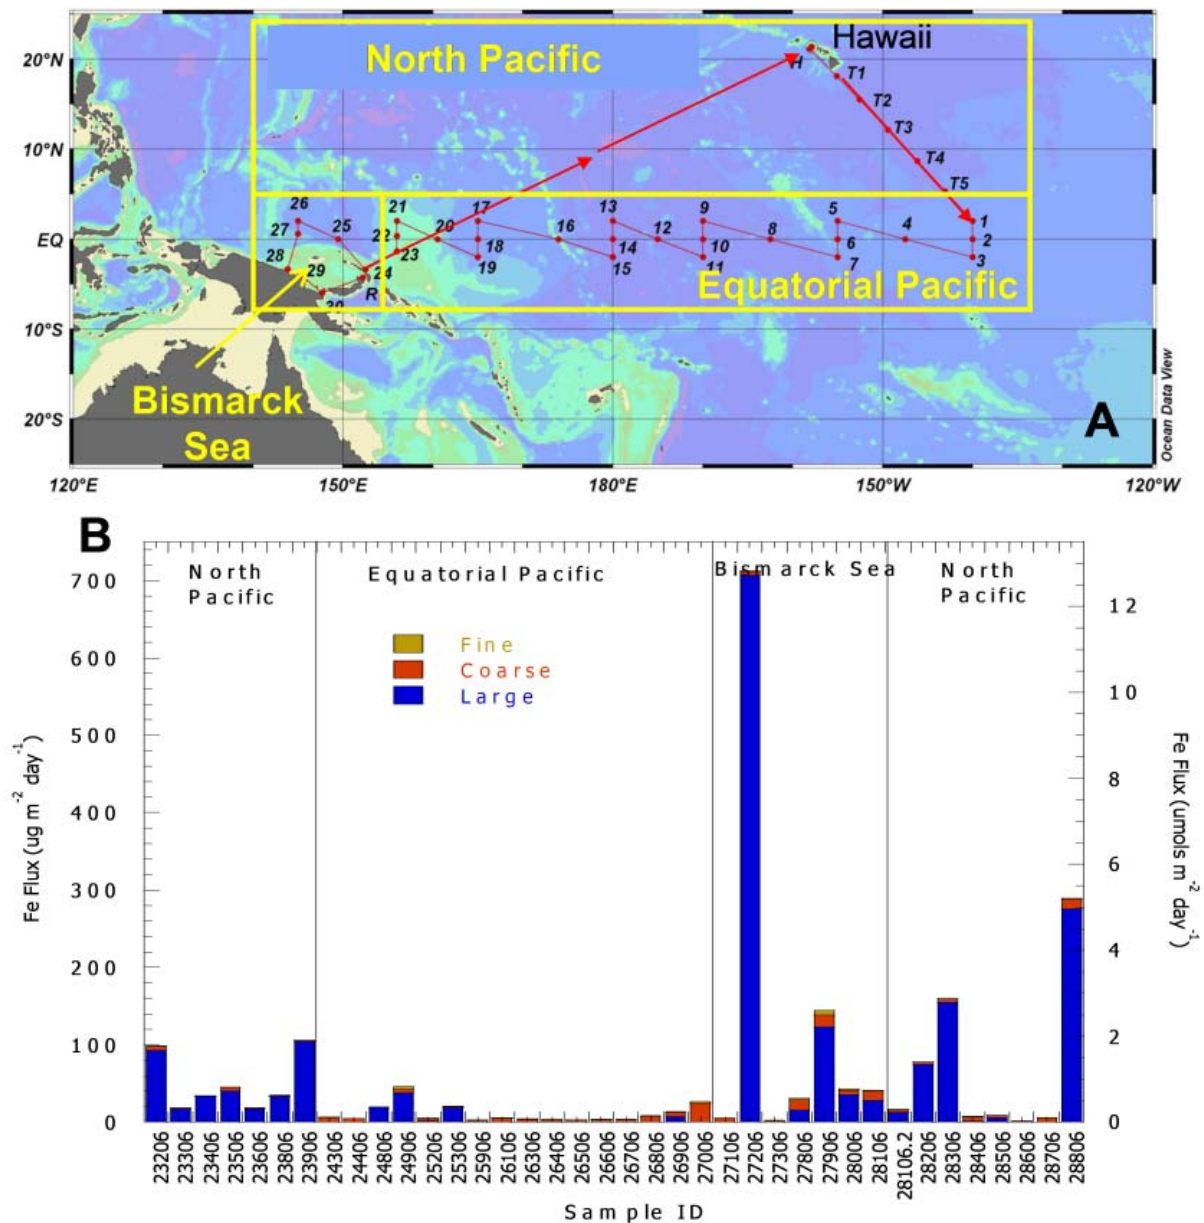 20°N
10°N
EQ
10°S
20°S
120°E
150°E
180°E
150°W
120°W
North Pacific
Hawaii
H
T1
T2
T3
T4
T5
26
27
25
28
29
30
24
R
21
22
23
20
17
18
19
16
13
14
15
12
9
10
11
8
5
6
7
4
1
2
3
Equatorial Pacific
Bismarck
Sea
A
Ocean Data View
B
North
Pacific
Equatorial Pacific
Bismarck Sea
North
Pacific
Fine
Coarse
Large
Fe Flux (ug m⁻² day⁻¹)
700
600
500
400
300
200
100
0
Fe Flux (umols m⁻² day⁻¹)
12
10
8
6
4
2
0
23206
23306
23406
23506
23606
23806
23906
24306
24406
24806
24906
25206
25306
25906
26106
26306
26406
26506
26606
26706
26806
26906
27006
27106
27206
27306
27806
27906
28006
28106
28106.2
28206
28306
28406
28506
28606
28706
28806
Sample ID